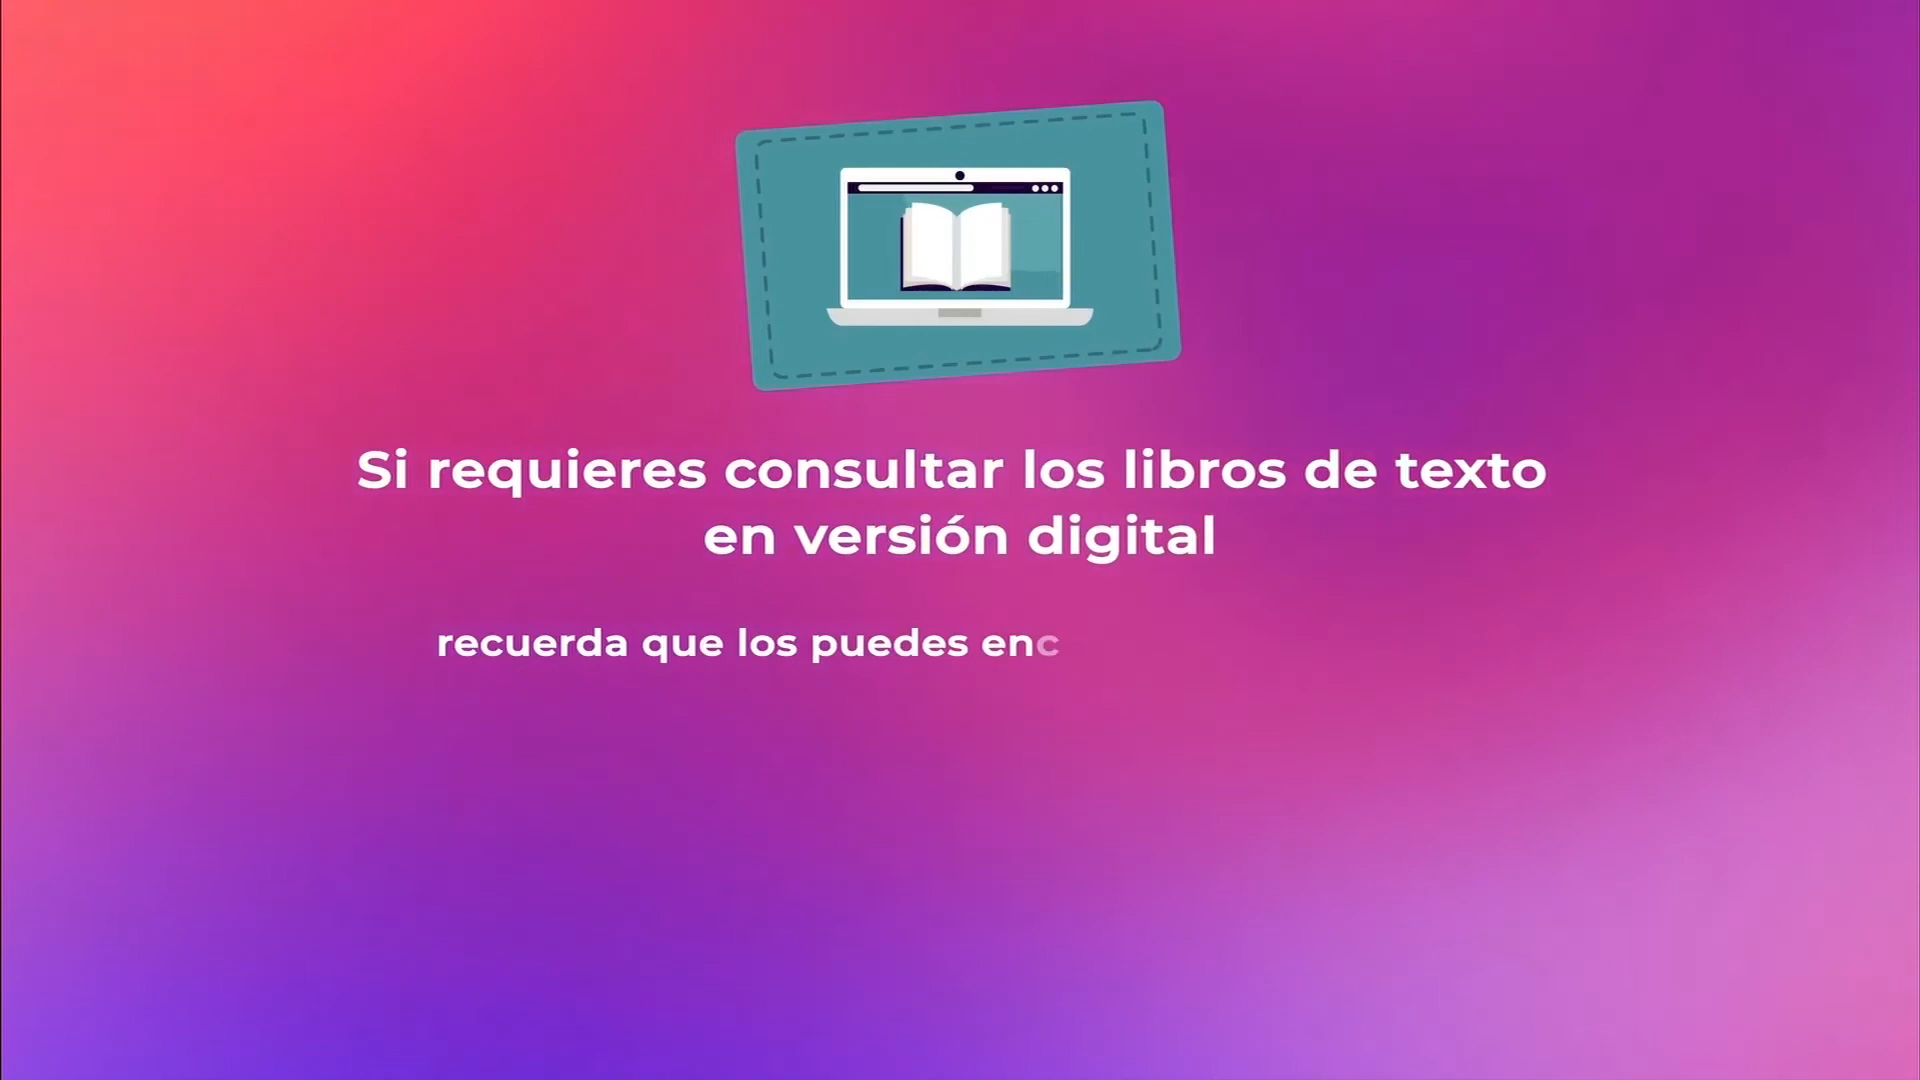 Si requieres consultar los libros de texto
en versión digital
recuerda que los puedes enc